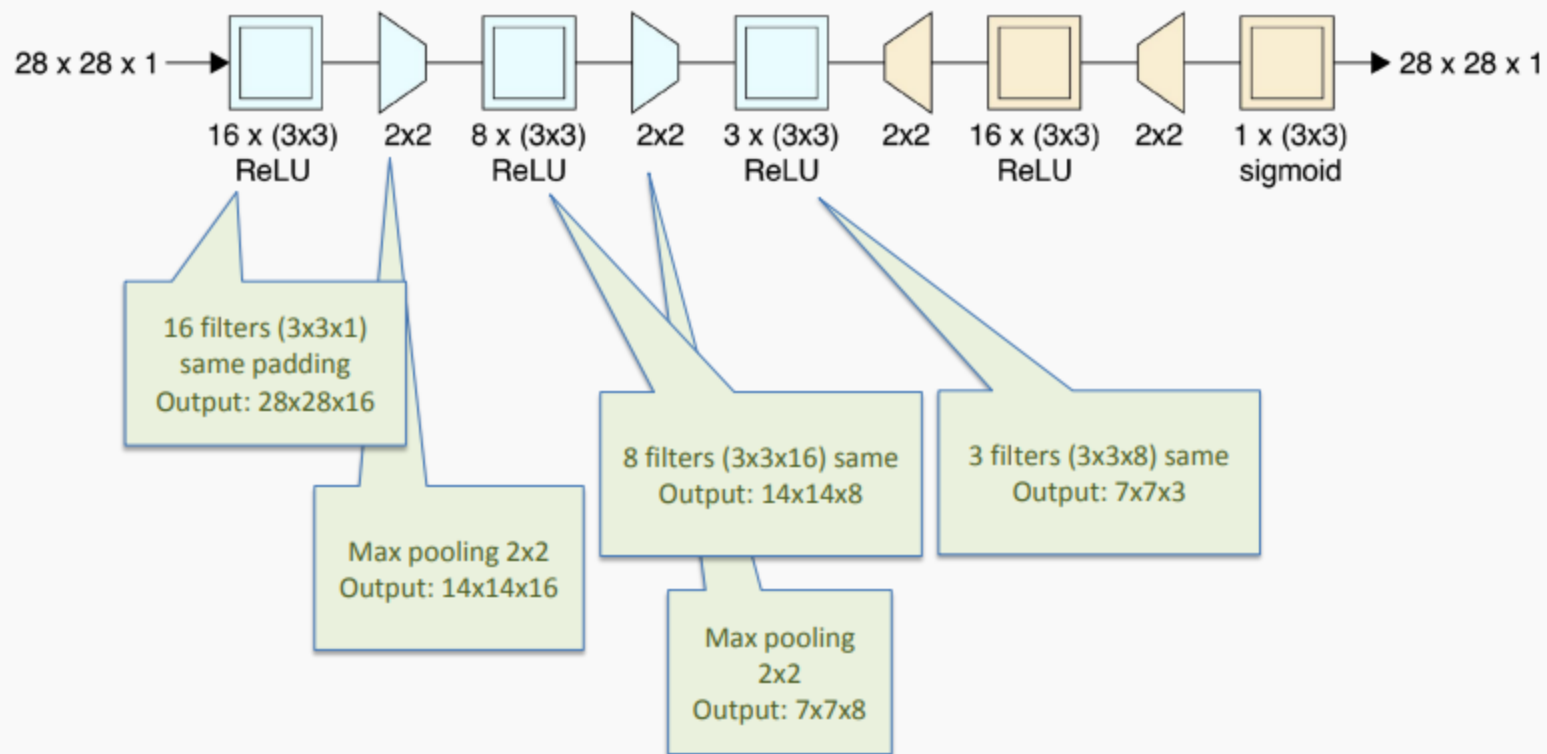 28 x 28 x 1
28 x 28 x 1
16 x (3x3)
ReLU
2x2
8 x (3x3)
ReLU
2x2
3 x (3x3)
ReLU
2x2
16 x (3x3)
ReLU
2x2
1 x (3x3)
sigmoid
16 filters (3x3x1)
same padding
Output: 28x28x16
Max pooling 2x2
Output: 14x14x16
8 filters (3x3x16) same
Output: 14x14x8
Max pooling
2x2
Output: 7x7x8
3 filters (3x3x8) same
Output: 7x7x3